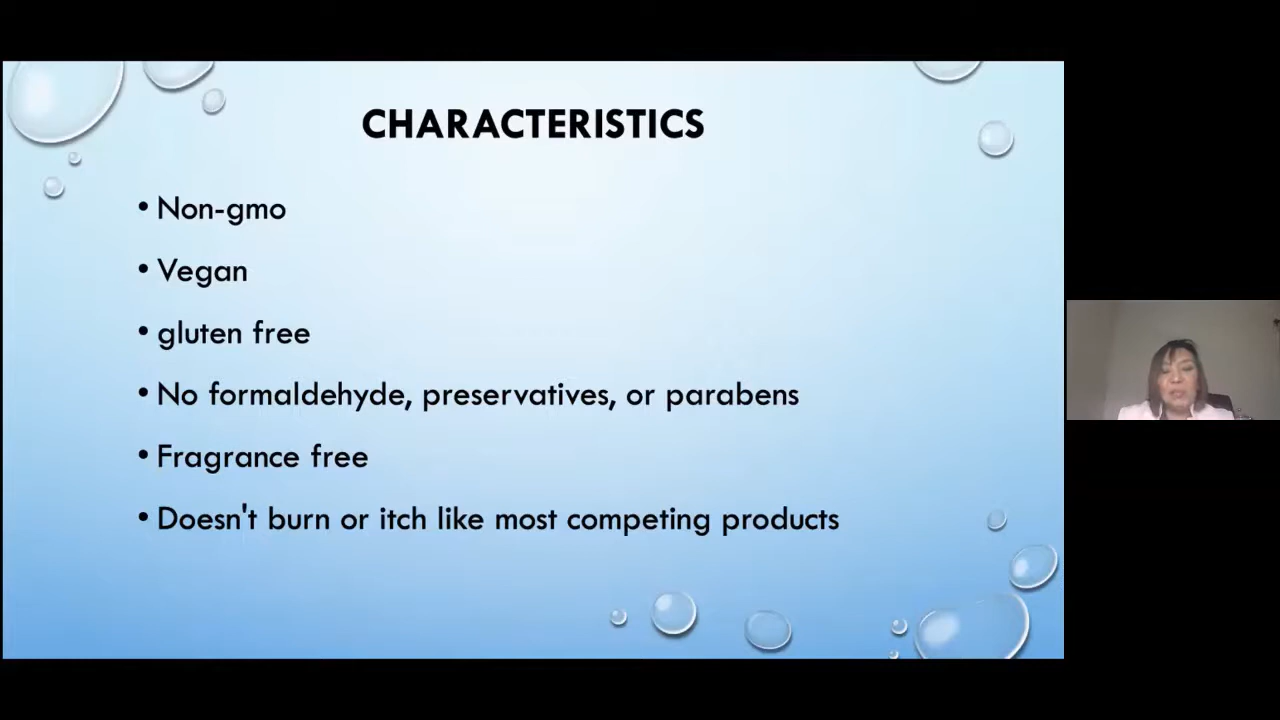 CHARACTERISTICS
• Non-gmo
• Vegan
• gluten free
• No formaldehyde, preservatives, or parabens
• Fragrance free
• Doesn't burn or itch like most competing products